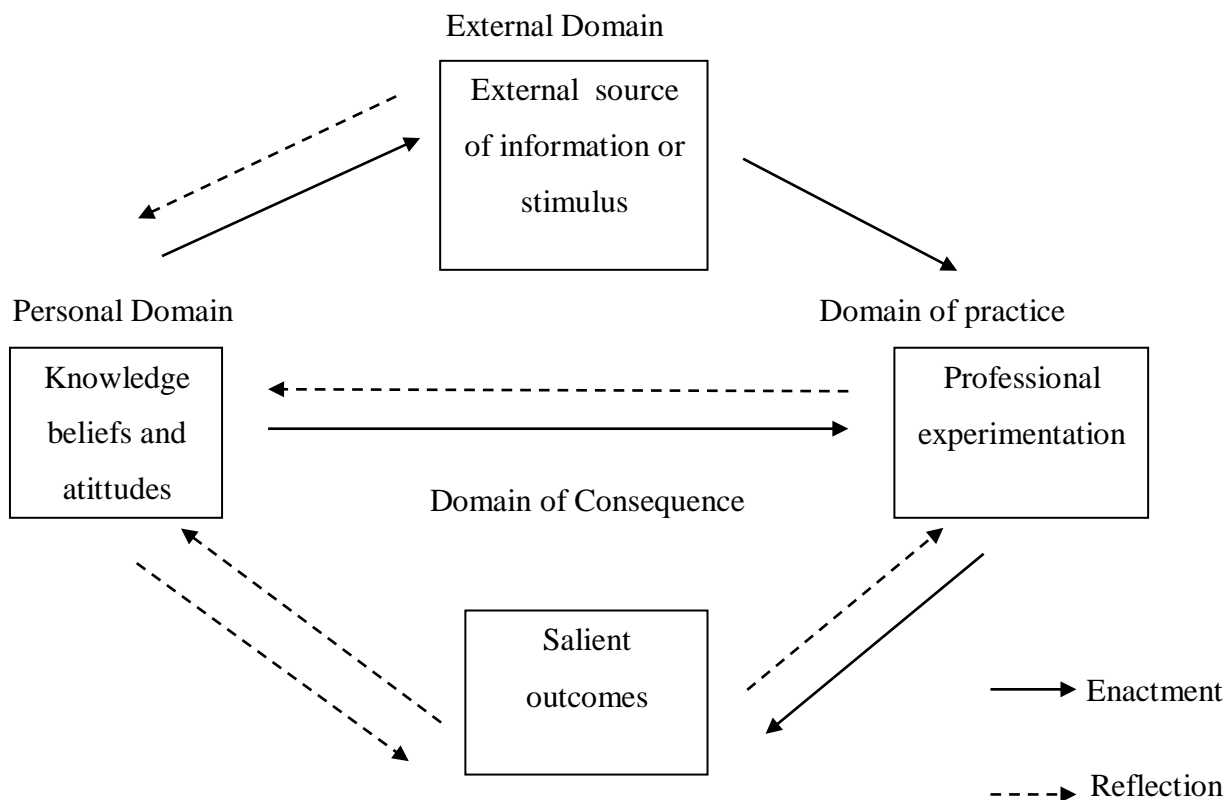 External Domain
External source
of information or
stimulus
Personal Domain
Domain of practice
Knowledge
beliefs and
atittudes
Professional
experimentation
Domain of Consequence
Salient
outcomes
Enactment
Reflection